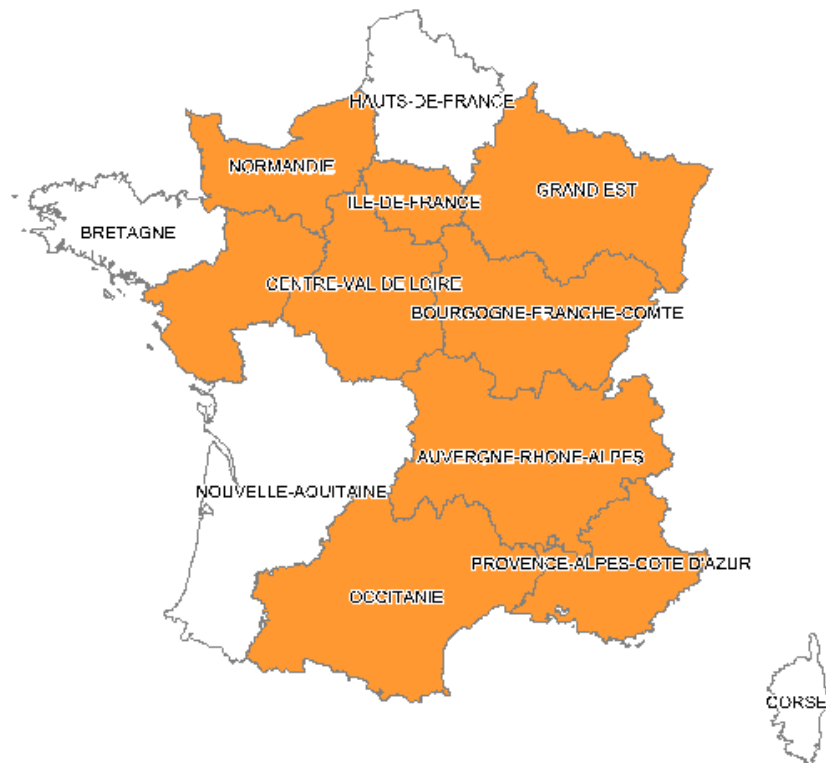 HAUTS-DE-FRANCE
NORMANDIE
GRAND EST
ILE-DE-FRANCE
BRETAGNE
CENTRE-VAL DE LOIRE
BOURGOGNE-FRANCHE-COMTE
AUVERGNE-RHONE-ALPES
NOUVELLE-AQUITAINE
PROVENCE-ALPES-COTE D'AZUR
OCCITANIE
CORSE